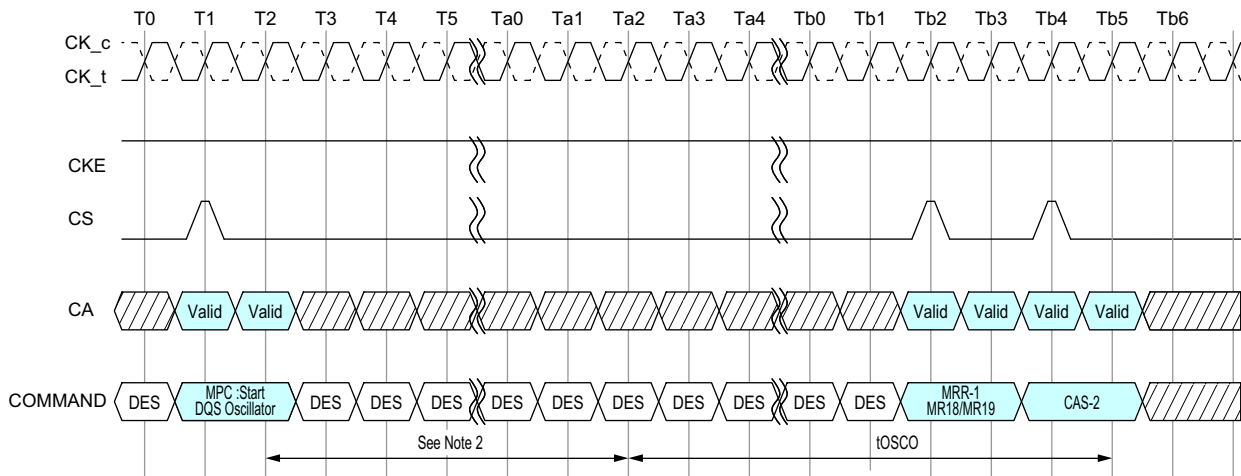 T0 T1 T2 T3 T4 T5 Ta0 Ta1 Ta2 Ta3 Ta4 Tb0 Tb1 Tb2 Tb3 Tb4 Tb5 Tb6
CK_c
CK_t
CKE
CS
CA Valid Valid Valid Valid Valid Valid
COMMAND DES MPC :Start DQS Oscillator DES DES DES DES DES DES DES DES DES DES MRR-1 MR18/MR19 CAS-2
See Note 2 tOSCO